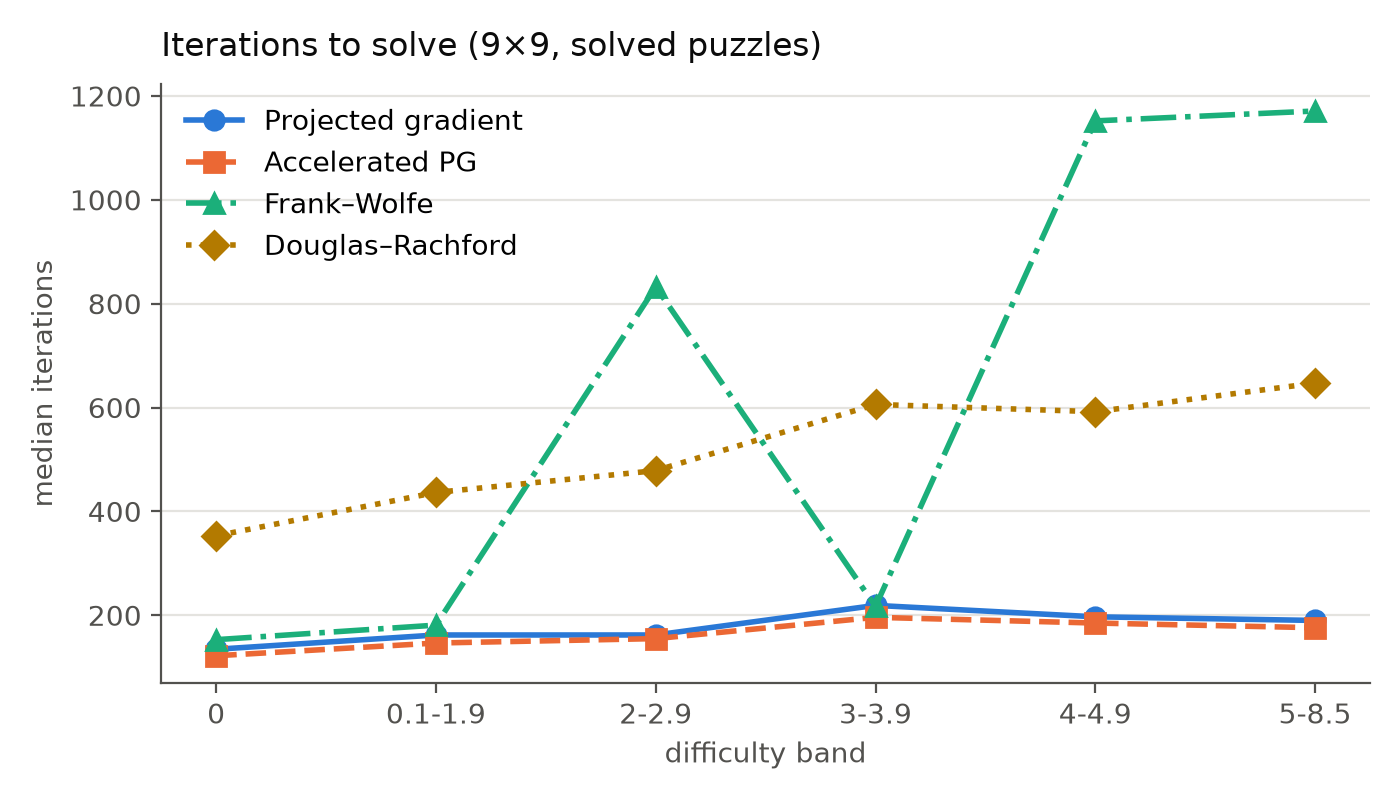 Iterations to solve (9×9, solved puzzles)
1200
1000
800
600
400
200
median iterations
Projected gradient
Accelerated PG
Frank–Wolfe
Douglas–Rachford
0
0.1-1.9
2-2.9
3-3.9
4-4.9
5-8.5
difficulty band